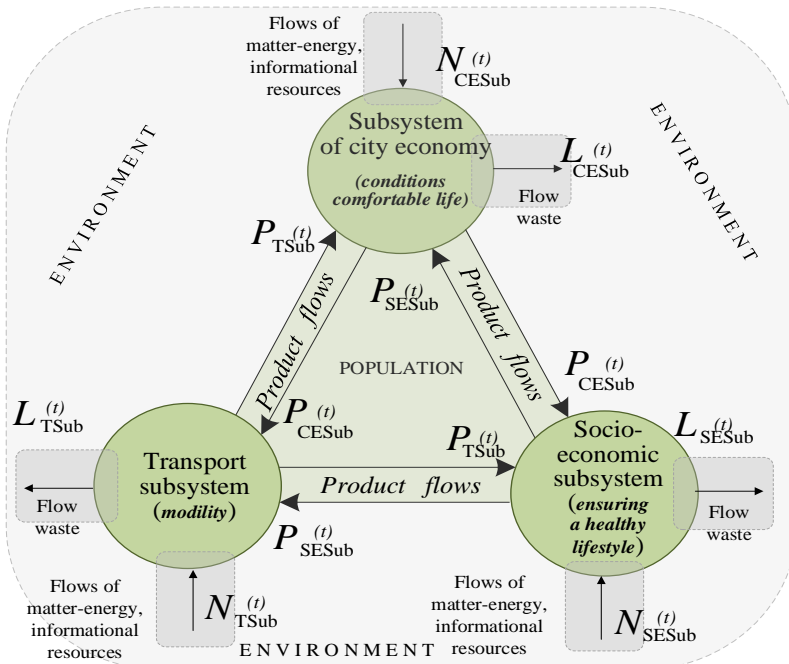 Flows of
matter-energy,
informational
resources
N (t) CESub
Subsystem
of city economy
(conditions
comfortable life)
L (t) CESub
Flow
waste
ENVIRONMENT
ENVIRONMENT
P (t) TSub
P (t) SESub
Product flows
Product flows
POPULATION
P (t) CESub
P (t) CESub
L (t) TSub
P (t) TSub
L (t) SESub
Transport
subsystem
(modility)
Socio-
economic
subsystem
(ensuring
a healthy
lifestyle)
Product flows
Flow
waste
Flow
waste
P (t) SESub
Flows of
matter-energy,
informational
resources
N (t) TSub
Flows of
matter-energy,
informational
resources
N (t) SESub
ENVIRONMENT